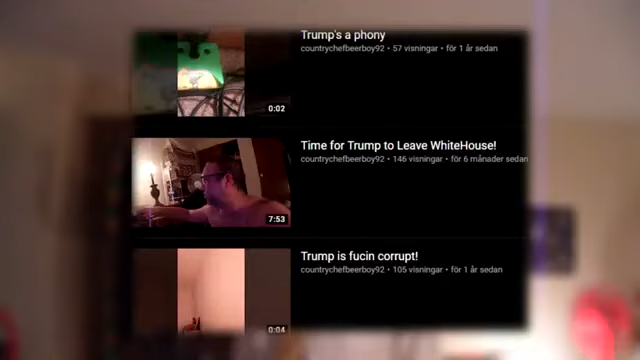 Trump's a phony
countrychefbeerboy92 • 57 visningar • för 1 år sedan
0:02
Time for Trump to Leave WhiteHouse!
countrychefbeerboy92 • 146 visningar • för 6 månader sedan
7:53
Trump is fucin corrupt!
countrychefbeerboy92 • 105 visningar • för 1 år sedan
0:04